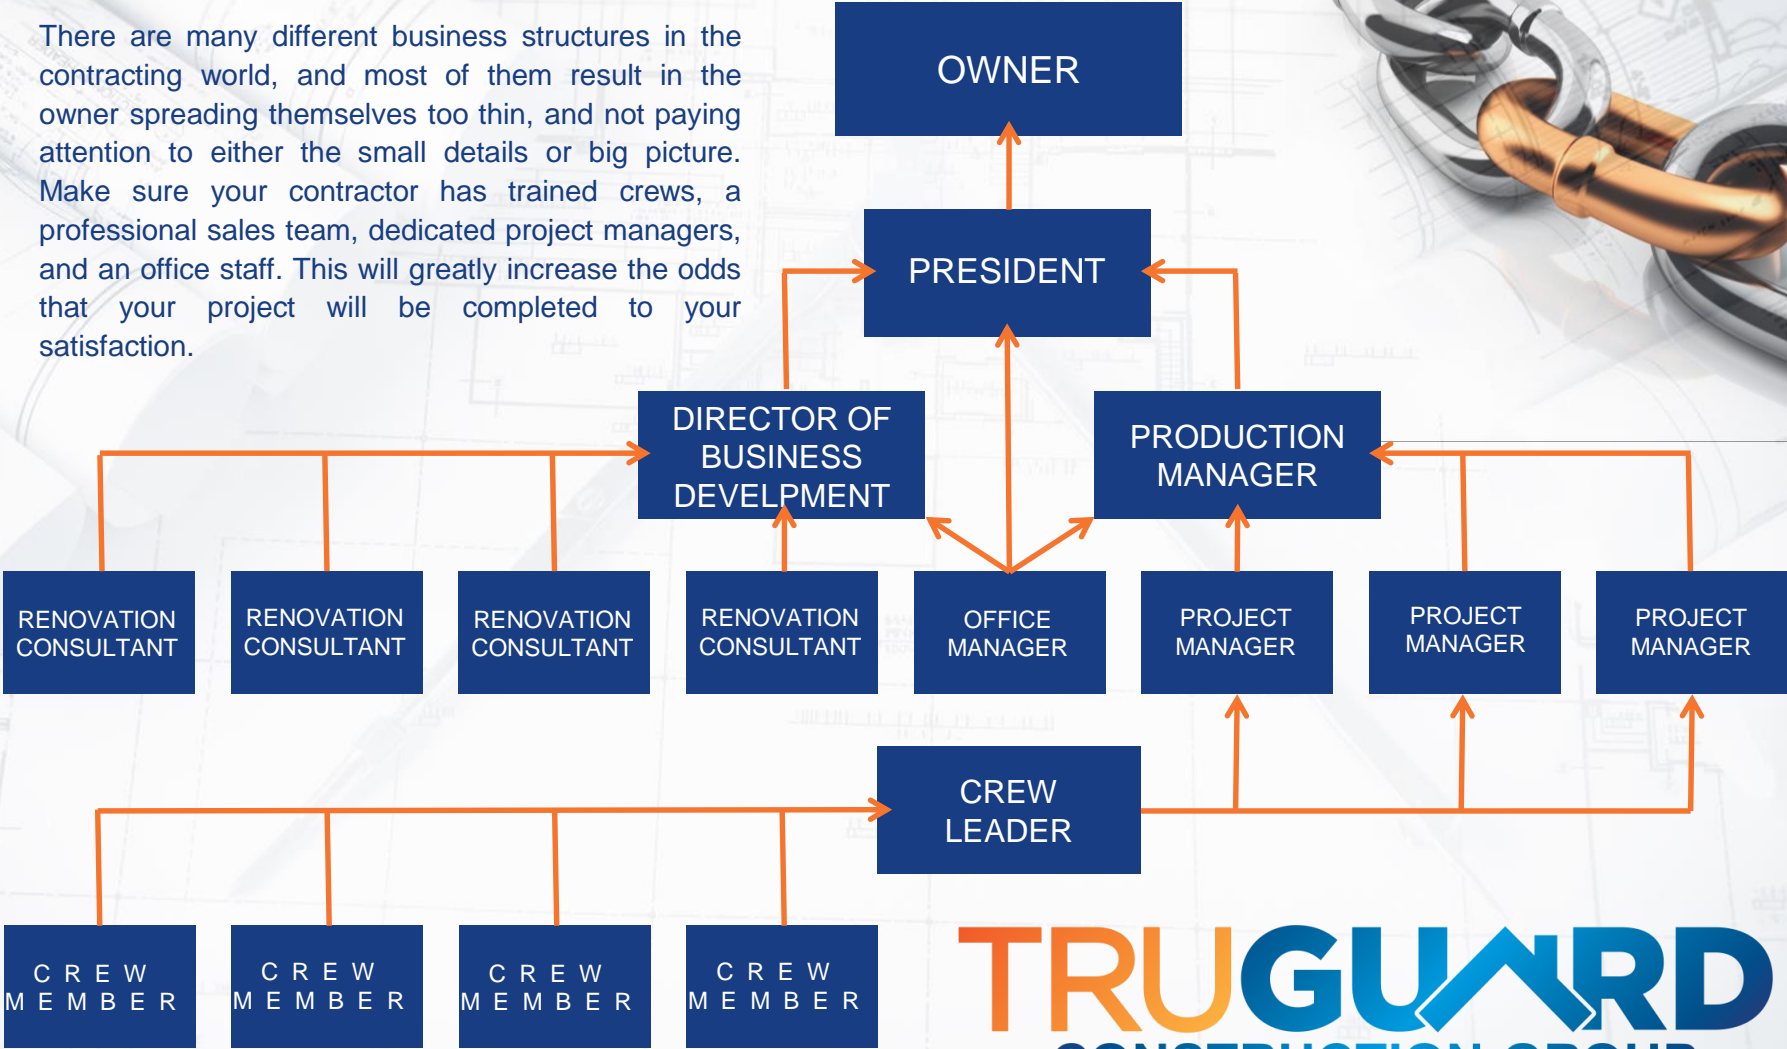 There are many different business structures in the
contracting world, and most of them result in the
owner spreading themselves too thin, and not paying
attention to either the small details or big picture.
Make sure your contractor has trained crews, a
professional sales team, dedicated project managers,
and an office staff. This will greatly increase the odds
that your project will be completed to your
satisfaction.
OWNER
PRESIDENT
DIRECTOR OF
BUSINESS
DEVELPMENT
PRODUCTION
MANAGER
RENOVATION
CONSULTANT
RENOVATION
CONSULTANT
RENOVATION
CONSULTANT
RENOVATION
CONSULTANT
OFFICE
MANAGER
PROJECT
MANAGER
PROJECT
MANAGER
PROJECT
MANAGER
CREW
LEADER
CREW
MEMBER
CREW
MEMBER
CREW
MEMBER
CREW
MEMBER
TRUGUARD
CONSTRUCTION GROUP